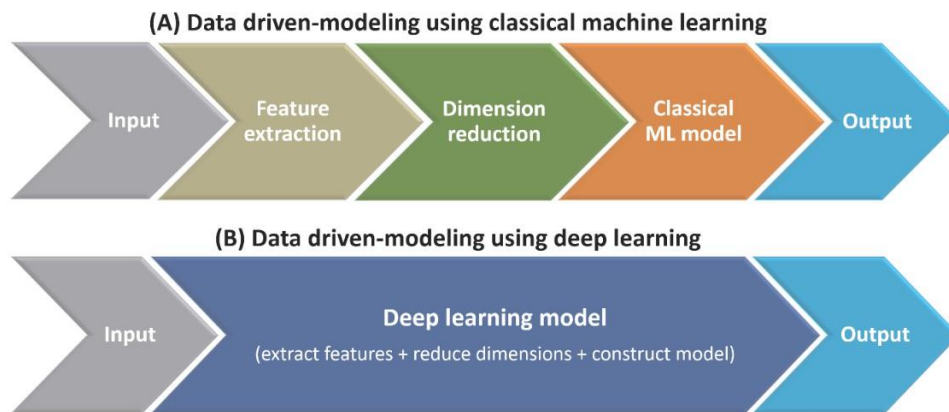 (A) Data driven-modeling using classical machine learning
Input
Feature
extraction
Dimension
reduction
Classical
ML model
Output
(B) Data driven-modeling using deep learning
Input
Deep learning model
(extract features + reduce dimensions + construct model)
Output